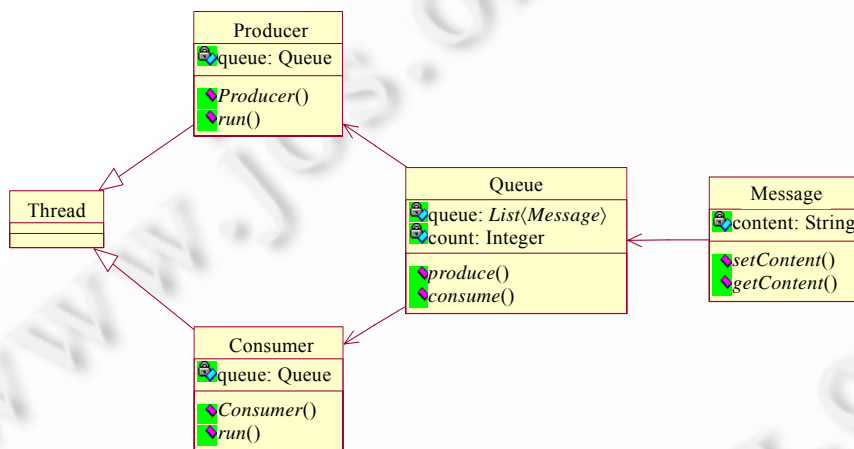 Producer
queue: Queue
Producer()
run()
Thread
Queue
queue: List⟨Message⟩
count: Integer
produce()
consume()
Message
content: String
setContent()
getContent()
Consumer
queue: Queue
Consumer()
run()